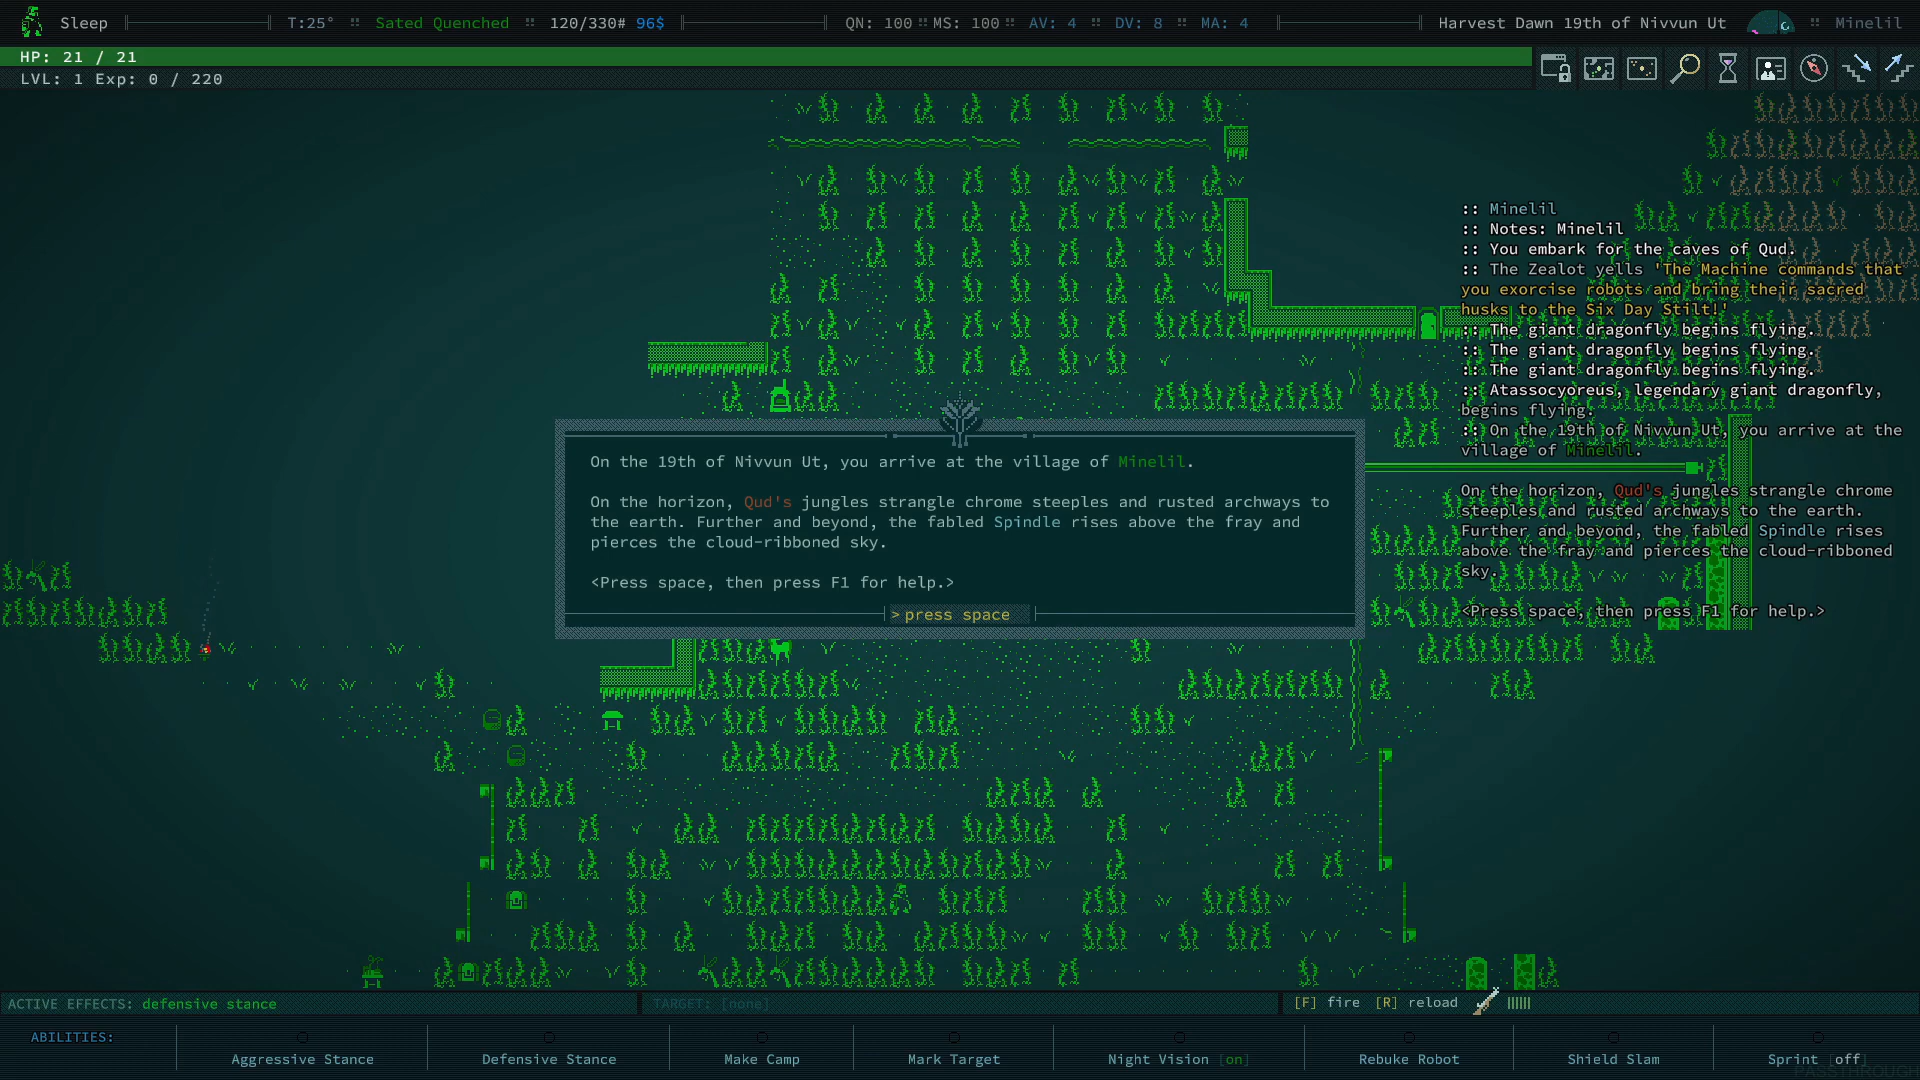 Sleep
T:25° :: Sated Quenched :: 120/330# 96$
QN: 100 :: MS: 100 :: AV: 4 :: DV: 8 :: MA: 4
Harvest Dawn 19th of Nivvun Ut :: Minelil
HP: 21 / 21
LVL: 1 Exp: 0 / 220
:: Minelil
:: Notes: Minelil
:: You embark for the caves of Qud.
:: The Zealot yells 'The Machine commands that
you exorcise robots and bring their sacred
husks to the Six Day Stilt!'
:: The giant dragonfly begins flying.
:: The giant dragonfly begins flying.
:: The giant dragonfly begins flying.
:: Atassocyoreus, legendary giant dragonfly,
begins flying.
:: On the 19th of Nivvun Ut, you arrive at the
village of Minelil.
On the horizon, Qud's jungles strangle chrome
steeples and rusted archways to the earth.
Further and beyond, the fabled Spindle rises
above the fray and pierces the cloud-ribboned
sky.
<Press space, then press F1 for help.>
On the 19th of Nivvun Ut, you arrive at the village of Minelil.
On the horizon, Qud's jungles strangle chrome steeples and rusted archways to
the earth. Further and beyond, the fabled Spindle rises above the fray and
pierces the cloud-ribboned sky.
<Press space, then press F1 for help.>
>press space
ACTIVE EFFECTS: defensive stance
TARGET: [none]
[F] fire [R] reload
ABILITIES:
Aggressive Stance
Defensive Stance
Make Camp
Mark Target
Night Vision [on]
Rebuke Robot
Shield Slam
Sprint [off]
PASSTHROUGH